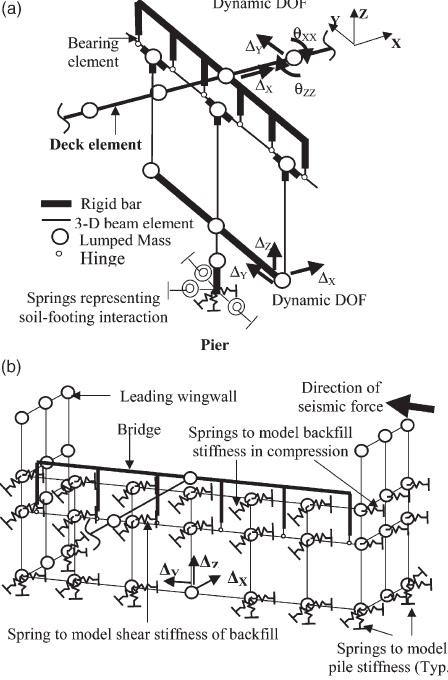 (a)
Dynamic DOF
θXX
Z
Y
X
Bearing
element
ΔY
ΔX
θZZ
Deck element
Rigid bar
3-D beam element
Lumped Mass
Hinge
ΔZ
ΔY
ΔX
Springs representing
soil-footing interaction
Dynamic DOF
Pier
(b)
Leading wingwall
Direction of
seismic force
Bridge
Springs to model backfill
stiffness in compression
ΔZ
ΔY
ΔX
Spring to model shear stiffness of backfill
Springs to model
pile stiffness (Typ.